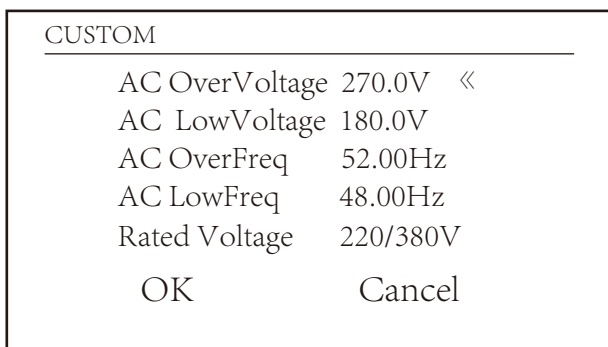 CUSTOM
AC OverVoltage 270.0V 《
AC LowVoltage 180.0V
AC OverFreq 52.00Hz
AC LowFreq 48.00Hz
Rated Voltage 220/380V
OK Cancel